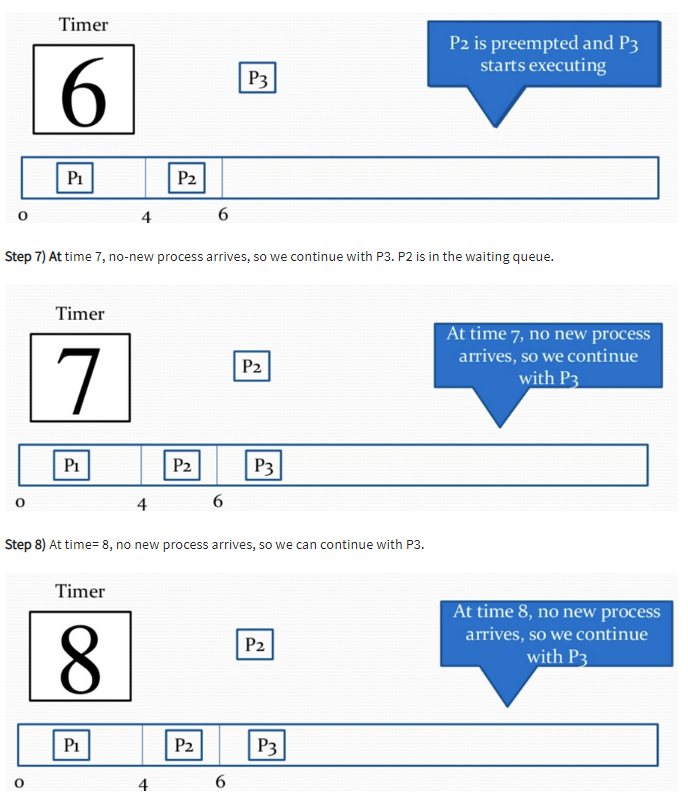 Timer
6
P3
P2 is preempted and P3
starts executing
P1
P2
0
4
6
Step 7) At time 7, no-new process arrives, so we continue with P3. P2 is in the waiting queue.
Timer
7
P2
At time 7, no new process
arrives, so we continue
with P3
P1
P2
P3
0
4
6
Step 8) At time= 8, no new process arrives, so we can continue with P3.
Timer
8
P2
At time 8, no new process
arrives, so we continue
with P3
P1
P2
P3
0
4
6